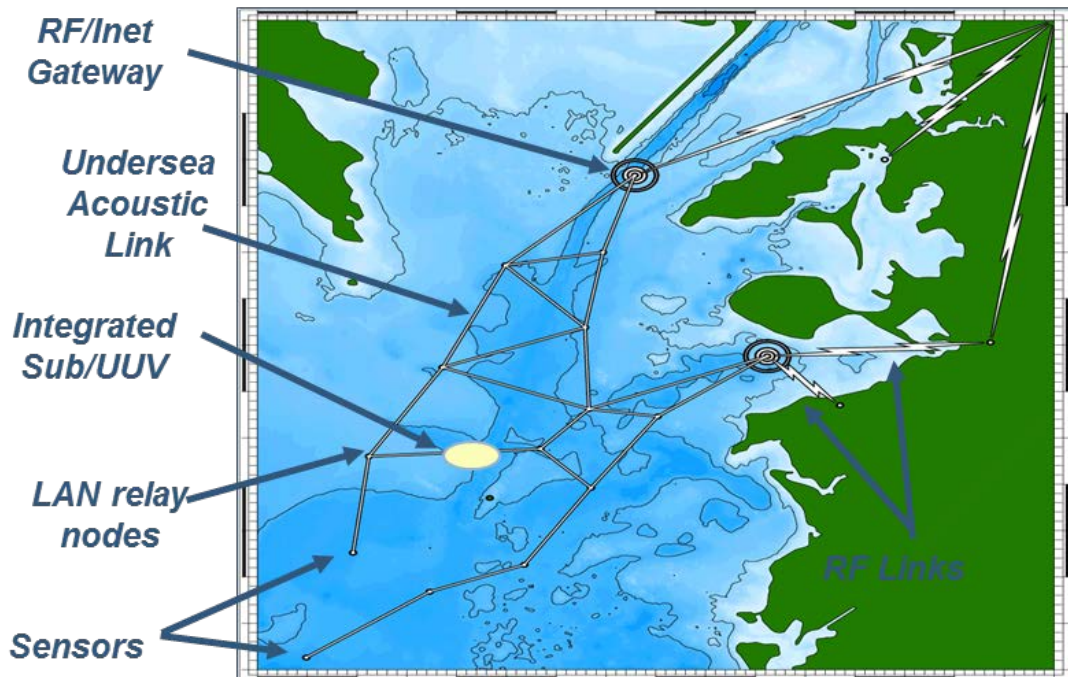 RF/Inet
Gateway
Undersea
Acoustic
Link
Integrated
Sub/UUV
LAN relay
nodes
RF Links
Sensors